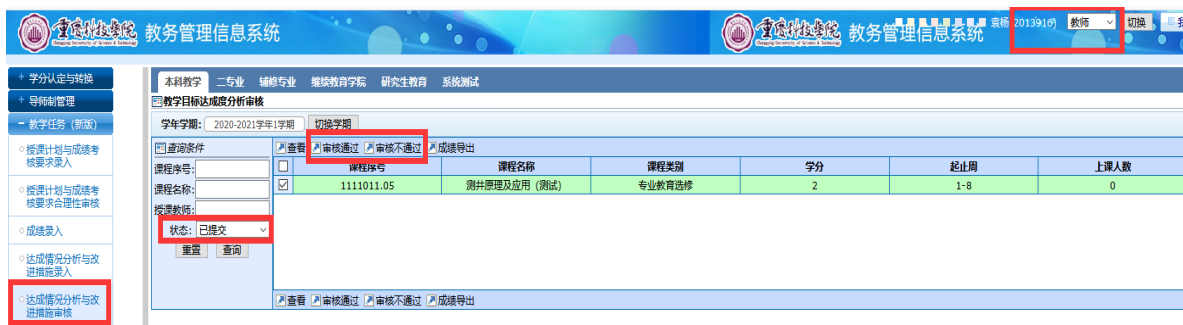 重庆科技学院 教务管理信息系统 重庆科技学院 教务管理信息系统 袁杨(2013916) 教师 切换
Chongqing University of Science & Technology
+ 学分认定与转换
+ 导师制管理
- 教学任务（新版）
授课计划与成绩考
核要求录入
授课计划与成绩考
核要求合理性审核
成绩录入
达成情况分析与改
进措施录入
达成情况分析与改
进措施审核
本科教学 二专业 辅修专业 继续教育学院 研究生教育 系统测试
教学目标达成度分析审核
学年学期: 2020-2021学年1学期 切换学期
查询条件
课程序号:
课程名称:
授课教师:
状态: 已提交
重置 查询
查看 审核通过 审核不通过 成绩导出
课程序号 课程名称 课程类别 学分 起止周 上课人数
1111011.05 测井原理及应用（测试） 专业教育选修 2 1-8 0
查看 审核通过 审核不通过 成绩导出